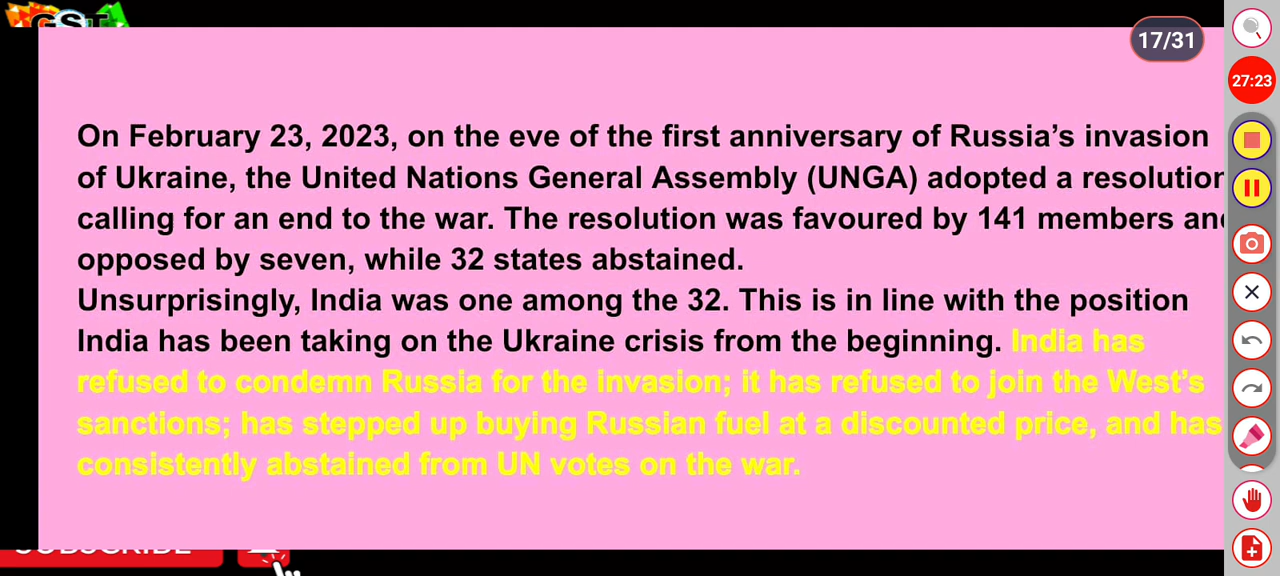 GST
17/31
27:23
On February 23, 2023, on the eve of the first anniversary of Russia's invasion
of Ukraine, the United Nations General Assembly (UNGA) adopted a resolution
calling for an end to the war. The resolution was favoured by 141 members and
opposed by seven, while 32 states abstained.
Unsurprisingly, India was one among the 32. This is in line with the position
India has been taking on the Ukraine crisis from the beginning. India has
refused to condemn Russia for the invasion; it has refused to join the West's
sanctions; has stepped up buying Russian fuel at a discounted price, and has
consistently abstained from UN votes on the war.
SUBSCRIBE